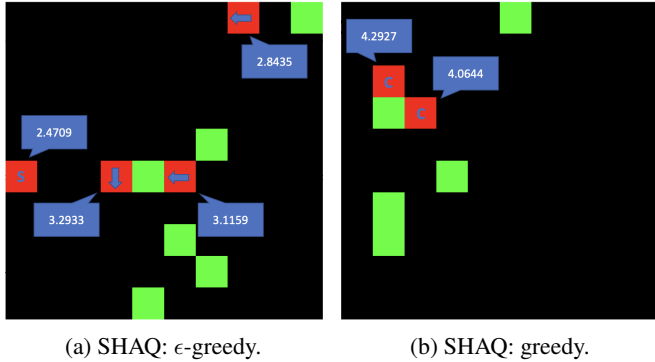 2.8435
2.4709
S
3.2933
3.1159
4.2927
C
4.0644
C
(a) SHAQ: ϵ-greedy.
(b) SHAQ: greedy.